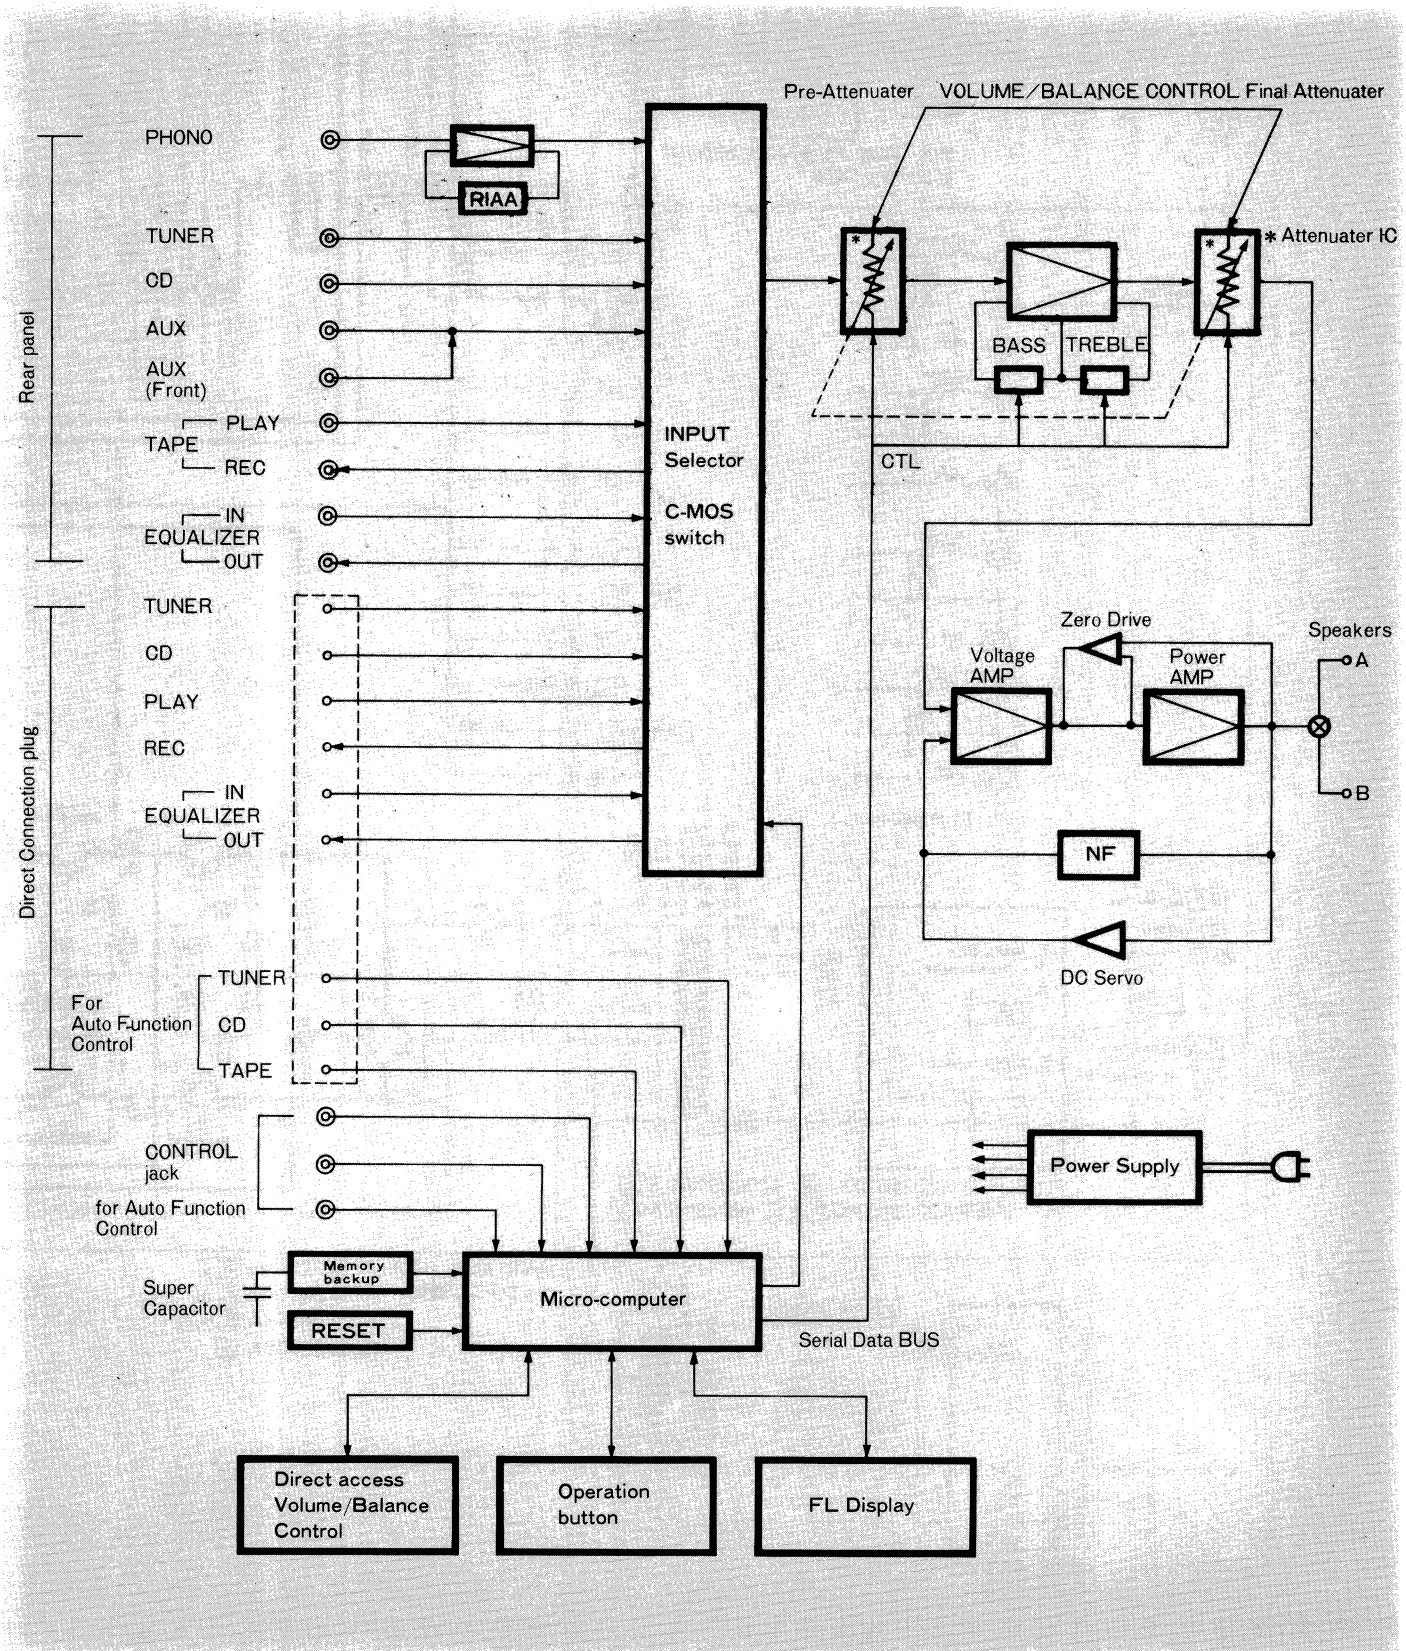 Pre-Attenuater
VOLUME/BALANCE CONTROL Final Attenuater
PHONO
RIAA
TUNER
CD
AUX
AUX
(Front)
PLAY
TAPE
REC
IN
EQUALIZER
OUT
Rear panel
TUNER
CD
PLAY
REC
IN
EQUALIZER
OUT
Direct Connection plug
TUNER
For
Auto Function
Control
CD
TAPE
CONTROL
jack
for Auto Function
Control
INPUT
Selector
C-MOS
switch
*
*
* Attenuater IC
BASS
TREBLE
CTL
Zero Drive
Voltage
AMP
Power
AMP
Speakers
A
B
NF
DC Servo
Power Supply
Super
Capacitor
Memory
backup
RESET
Micro-computer
Serial Data BUS
Direct access
Volume/Balance
Control
Operation
button
FL Display